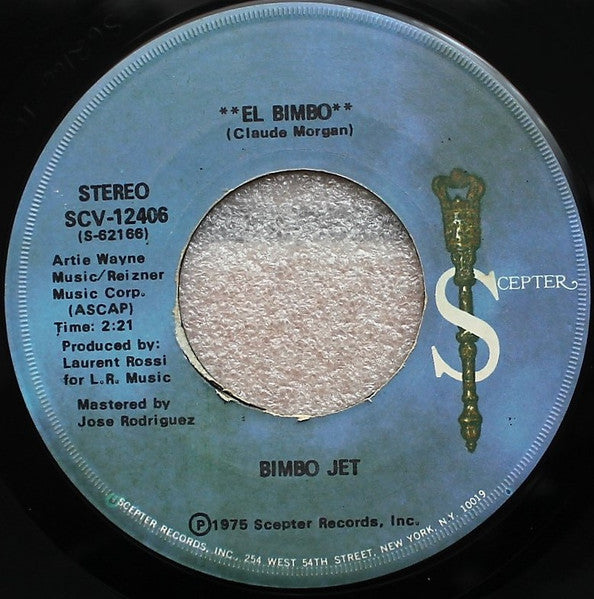 **EL BIMBO**
(Claude Morgan)
STEREO
SCV-12406
(S-62166)
Artie Wayne
Music/Reizner
Music Corp.
(ASCAP)
Time: 2:21
Produced by:
Laurent Rossi
for L.R. Music
Mastered by
Jose Rodriguez
SCEPTER
BIMBO JET
Ⓟ1975 Scepter Records, Inc.
SCEPTER RECORDS, INC., 254 WEST 54TH STREET, NEW YORK, N.Y. 10019